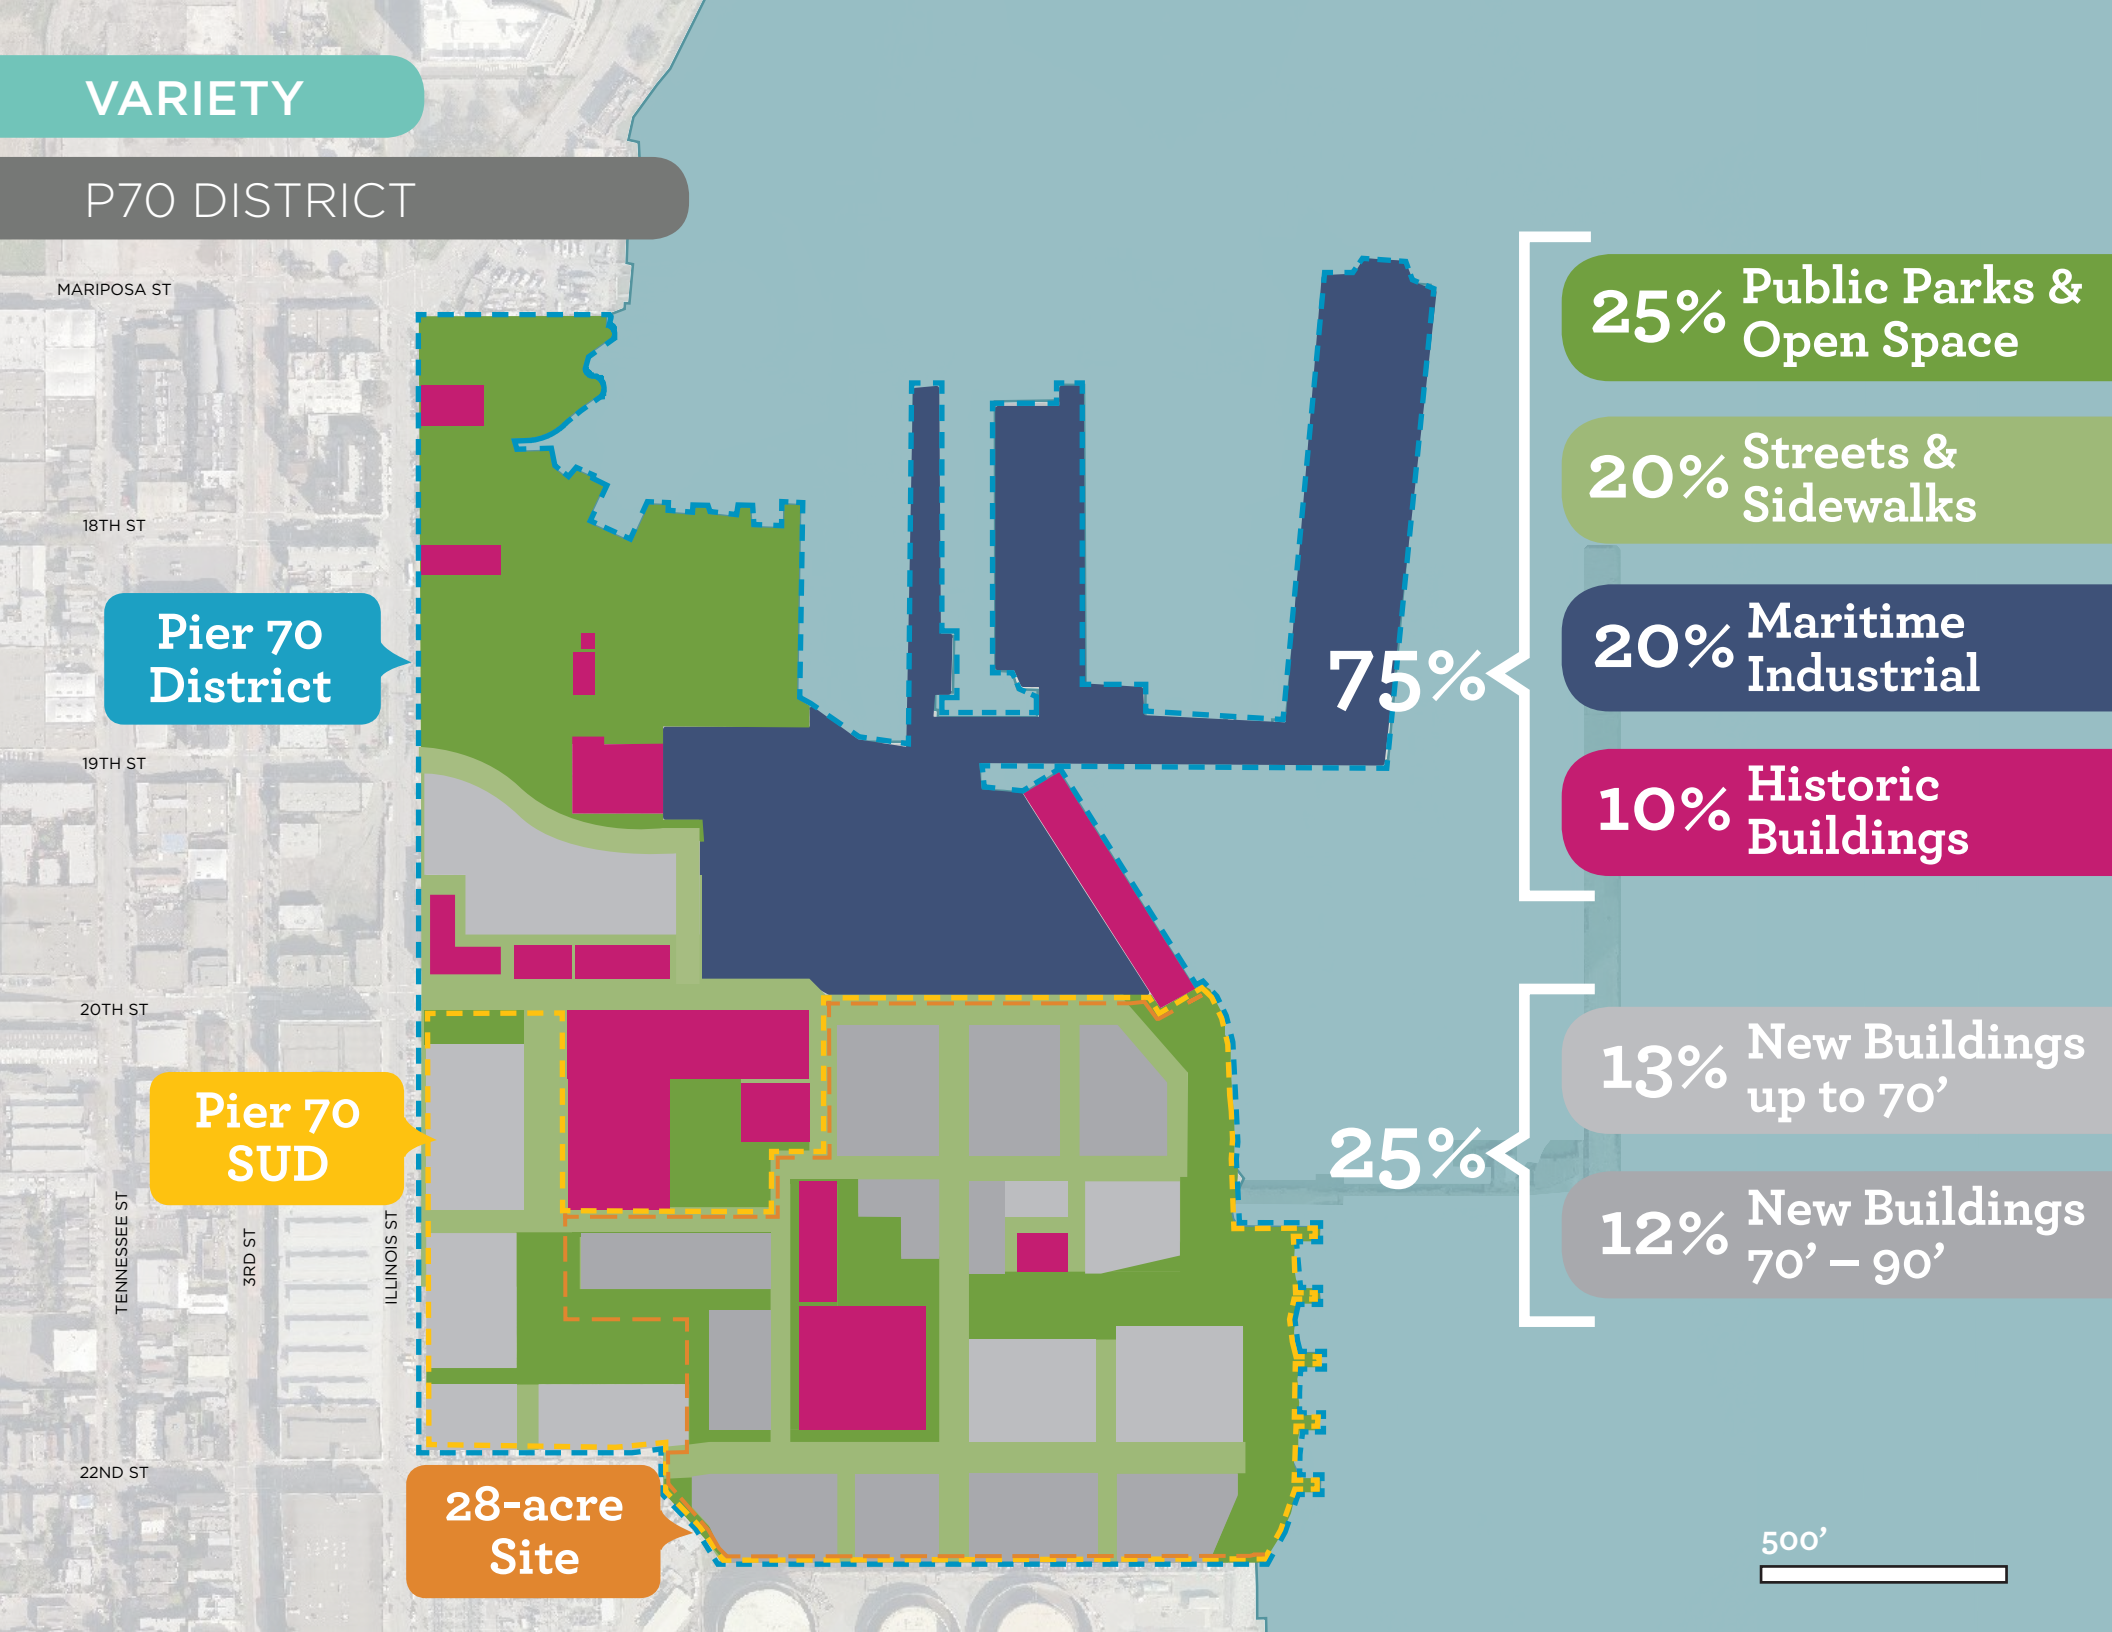 VARIETY
P70 DISTRICT
MARIPOSA ST
18TH ST
Pier 70
District
19TH ST
20TH ST
Pier 70
SUD
TENNESSEE ST
3RD ST
ILLINOIS ST
22ND ST
28-acre
Site
75%
25% Public Parks &
Open Space
20% Streets &
Sidewalks
20% Maritime
Industrial
10% Historic
Buildings
25%
13% New Buildings
up to 70’
12% New Buildings
70’ – 90’
500’